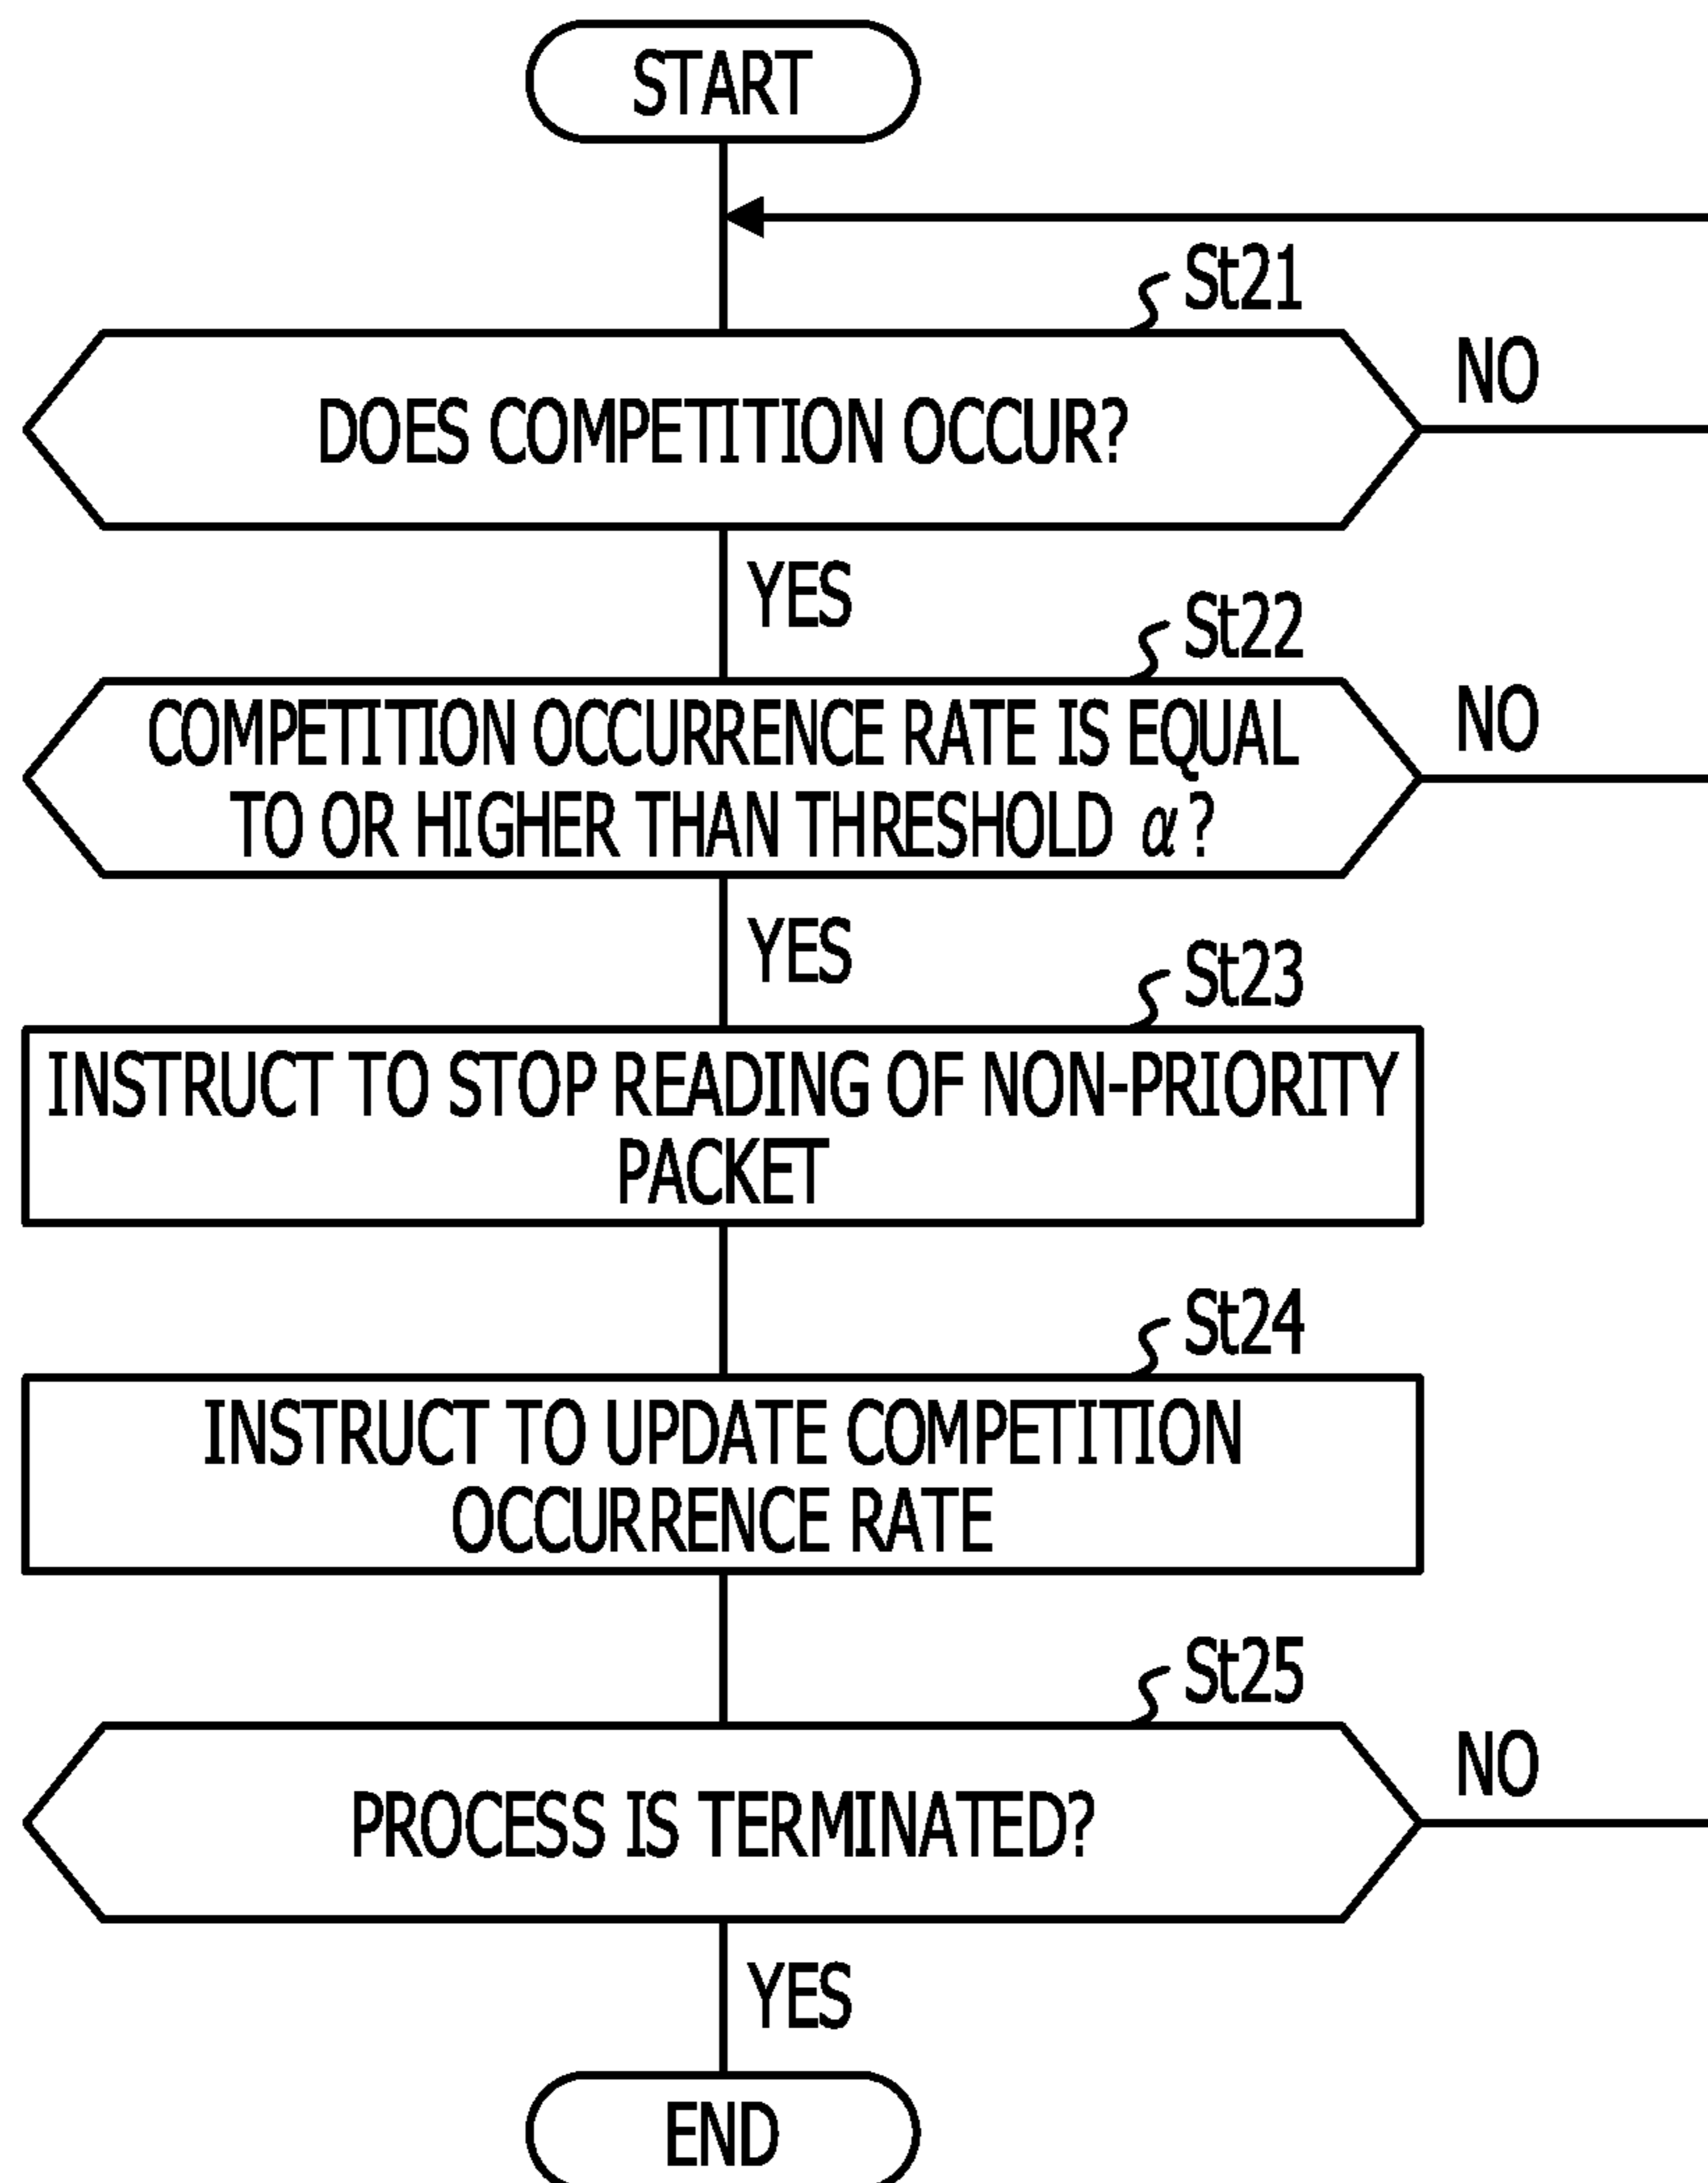 START
St21
DOES COMPETITION OCCUR?
NO
YES
St22
COMPETITION OCCURRENCE RATE IS EQUAL
TO OR HIGHER THAN THRESHOLD α?
NO
YES
St23
INSTRUCT TO STOP READING OF NON-PRIORITY
PACKET
St24
INSTRUCT TO UPDATE COMPETITION
OCCURRENCE RATE
St25
PROCESS IS TERMINATED?
NO
YES
END